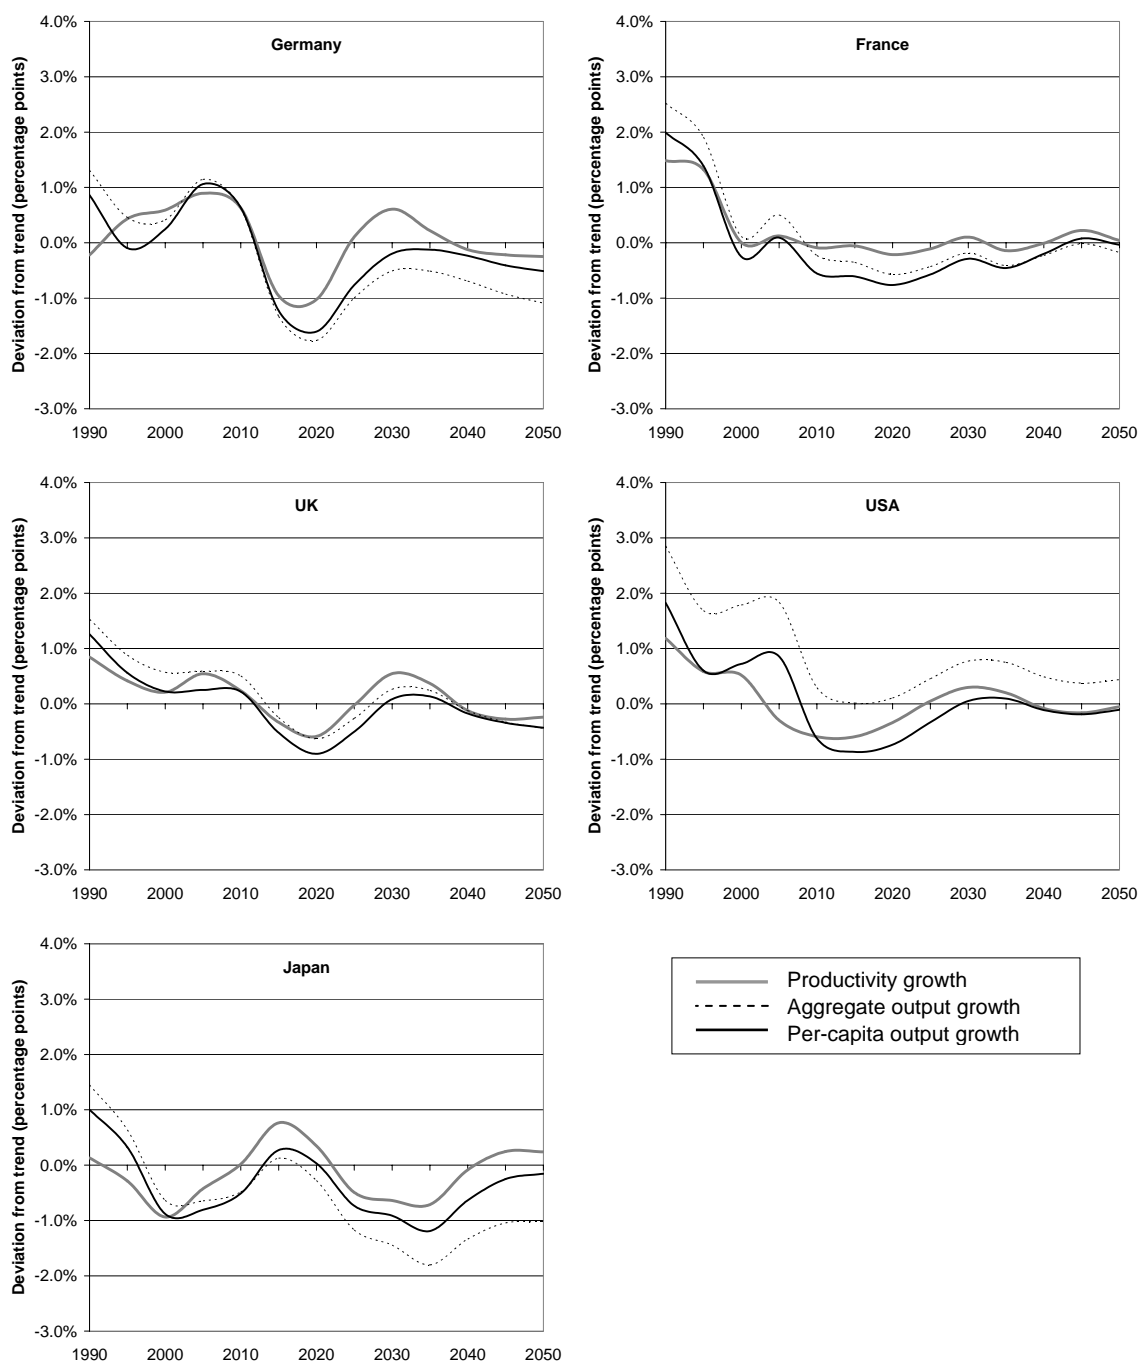 Germany
Deviation from trend (percentage points)
4.0%
3.0%
2.0%
1.0%
0.0%
-1.0%
-2.0%
-3.0%
1990 2000 2010 2020 2030 2040 2050
France
Deviation from trend (percentage points)
4.0%
3.0%
2.0%
1.0%
0.0%
-1.0%
-2.0%
-3.0%
1990 2000 2010 2020 2030 2040 2050
UK
Deviation from trend (percentage points)
4.0%
3.0%
2.0%
1.0%
0.0%
-1.0%
-2.0%
-3.0%
1990 2000 2010 2020 2030 2040 2050
USA
Deviation from trend (percentage points)
4.0%
3.0%
2.0%
1.0%
0.0%
-1.0%
-2.0%
-3.0%
1990 2000 2010 2020 2030 2040 2050
Japan
Deviation from trend (percentage points)
4.0%
3.0%
2.0%
1.0%
0.0%
-1.0%
-2.0%
-3.0%
1990 2000 2010 2020 2030 2040 2050
Productivity growth
Aggregate output growth
Per-capita output growth